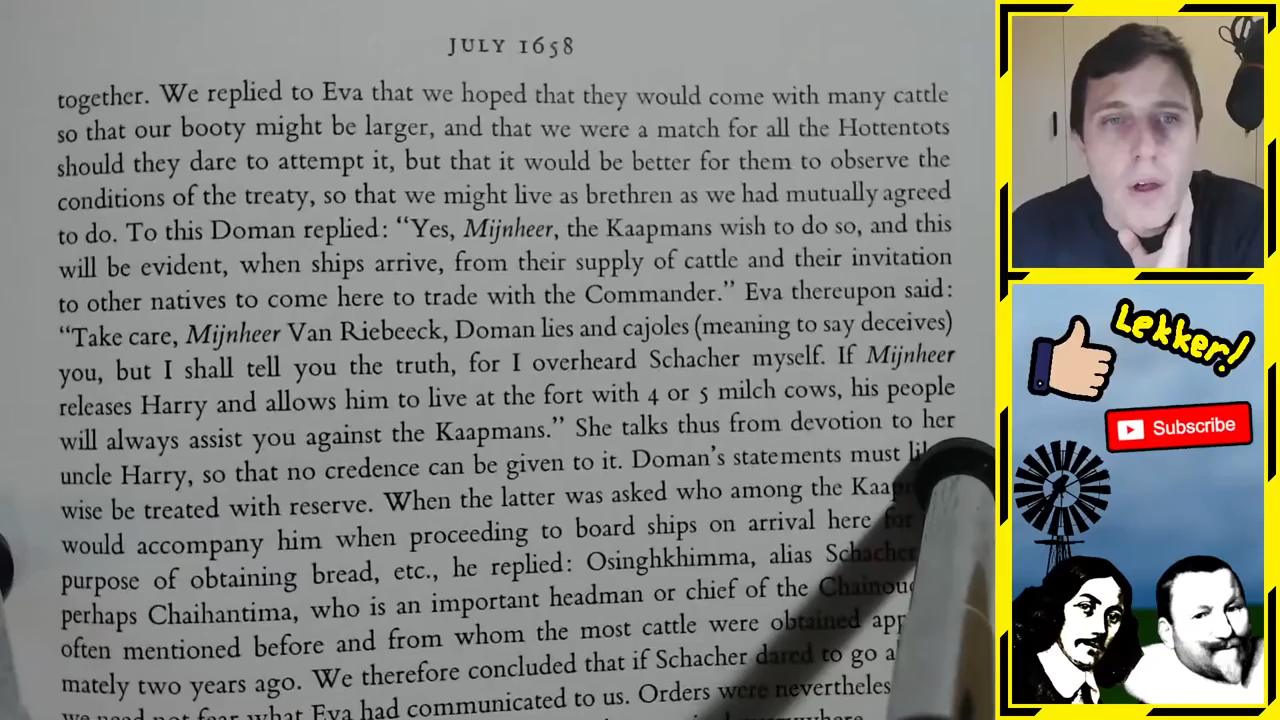 JULY 1658
together. We replied to Eva that we hoped that they would come with many cattle
so that our booty might be larger, and that we were a match for all the Hottentots
should they dare to attempt it, but that it would be better for them to observe the
conditions of the treaty, so that we might live as brethren as we had mutually agreed
to do. To this Doman replied: “Yes, Mijnheer, the Kaapmans wish to do so, and this
will be evident, when ships arrive, from their supply of cattle and their invitation
to other natives to come here to trade with the Commander.” Eva thereupon said:
“Take care, Mijnheer Van Riebeeck, Doman lies and cajoles (meaning to say deceives)
you, but I shall tell you the truth, for I overheard Schacher myself. If Mijnheer
releases Harry and allows him to live at the fort with 4 or 5 milch cows, his people
will always assist you against the Kaapmans.” She talks thus from devotion to her
uncle Harry, so that no credence can be given to it. Doman’s statements must
wise be treated with reserve. When the latter was asked who among the
would accompany him when proceeding to board ships on arrival here for
purpose of obtaining bread, etc., he replied: Osinghkhimma, alias Schacher
perhaps Chaihantima, who is an important headman or chief of the
often mentioned before and from whom the most cattle were obtained
mately two years ago. We therefore concluded that if Schacher dared to go
we need not fear what Eva had communicated to us. Orders were
Lekker!
Subscribe